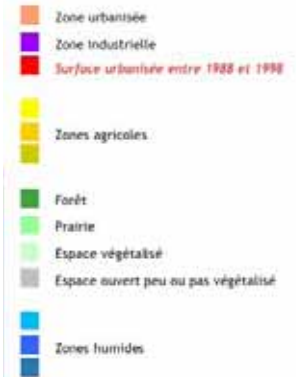 Zone urbanisée
Zone industrielle
Surface urbanisée entre 1988 et 1998
Zones agricoles
Forêt
Prairie
Espace végétalisé
Espace ouvert peu ou pas végétalisé
Zones humides